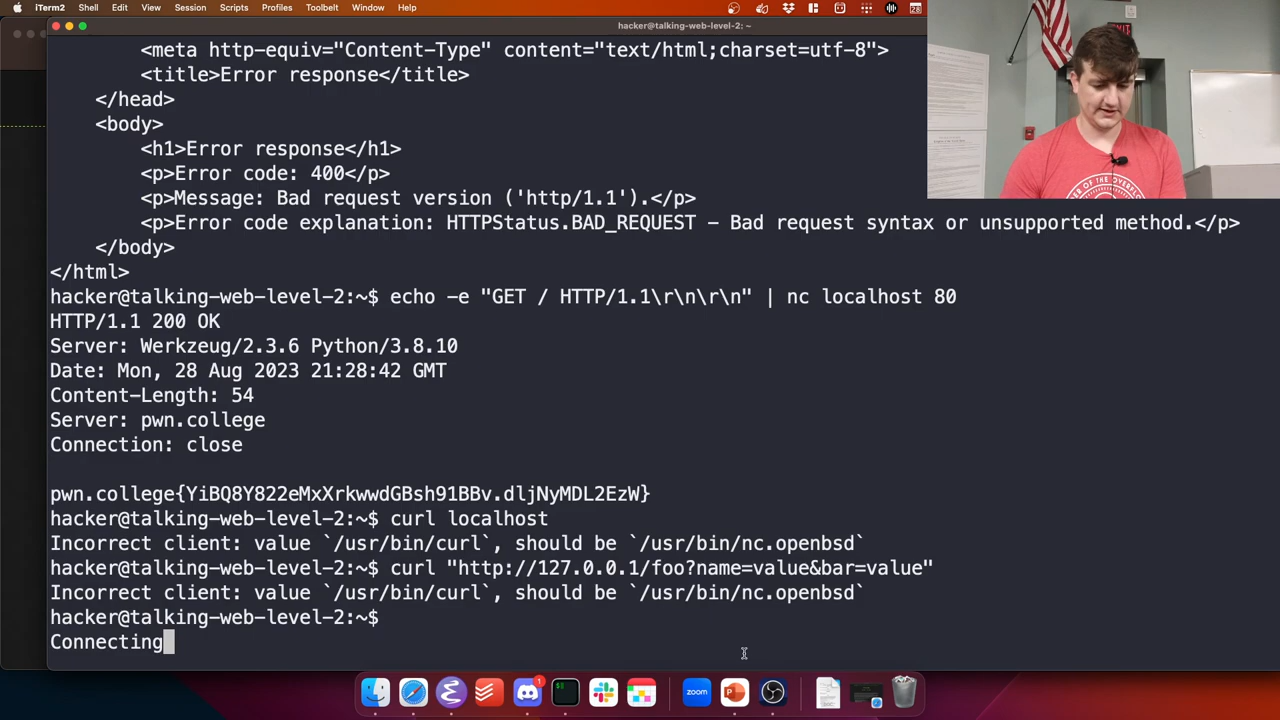 iTerm2 Shell Edit View Session Scripts Profiles Toolbelt Window Help
28
hacker@talking-web-level-2: ~
<meta http-equiv="Content-Type" content="text/html;charset=utf-8">
<title>Error response</title>
</head>
<body>
<h1>Error response</h1>
<p>Error code: 400</p>
<p>Message: Bad request version ('http/1.1').</p>
<p>Error code explanation: HTTPStatus.BAD_REQUEST - Bad request syntax or unsupported method.</p>
</body>
</html>
hacker@talking-web-level-2:~$ echo -e "GET / HTTP/1.1\r\n\r\n" | nc localhost 80
HTTP/1.1 200 OK
Server: Werkzeug/2.3.6 Python/3.8.10
Date: Mon, 28 Aug 2023 21:28:42 GMT
Content-Length: 54
Server: pwn.college
Connection: close
pwn.college{YiBQ8Y822eMxXrkwwdGBsh91BBv.dljNyMDL2EzW}
hacker@talking-web-level-2:~$ curl localhost
Incorrect client: value `/usr/bin/curl`, should be `/usr/bin/nc.openbsd`
hacker@talking-web-level-2:~$ curl "http://127.0.0.1/foo?name=value&bar=value"
Incorrect client: value `/usr/bin/curl`, should be `/usr/bin/nc.openbsd`
hacker@talking-web-level-2:~$
Connecting
EXIT
1
zoom